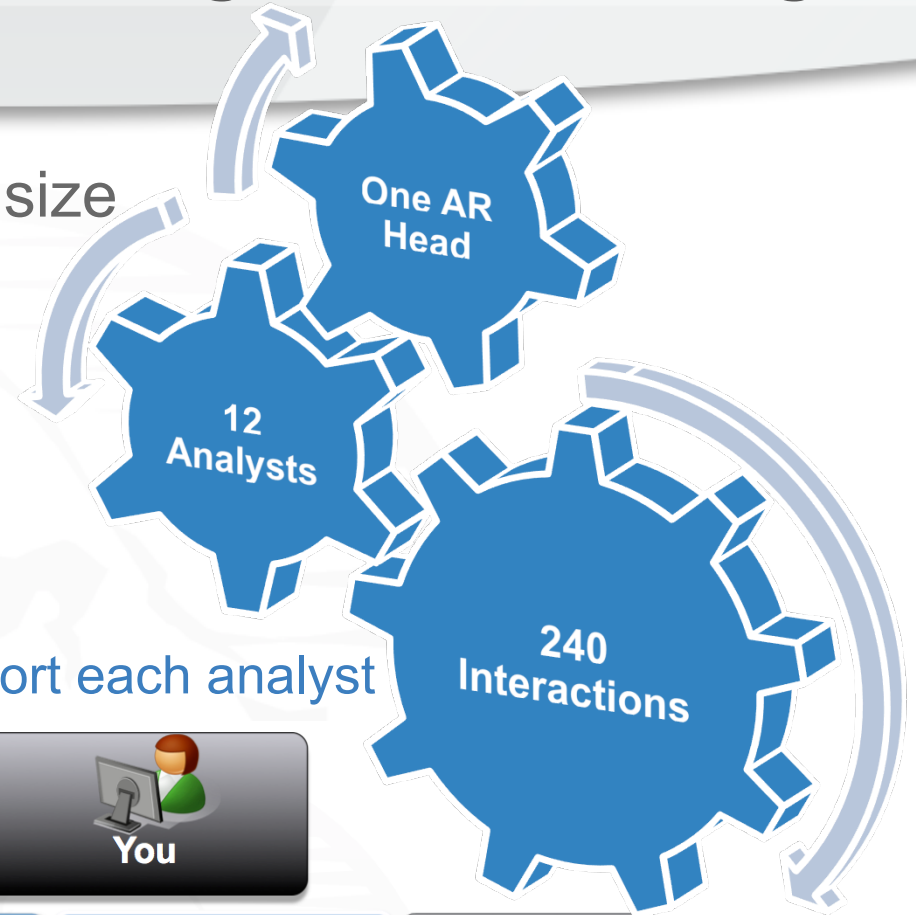 size
One AR
Head
12
Analysts
240
Interactions
ort each analyst
You